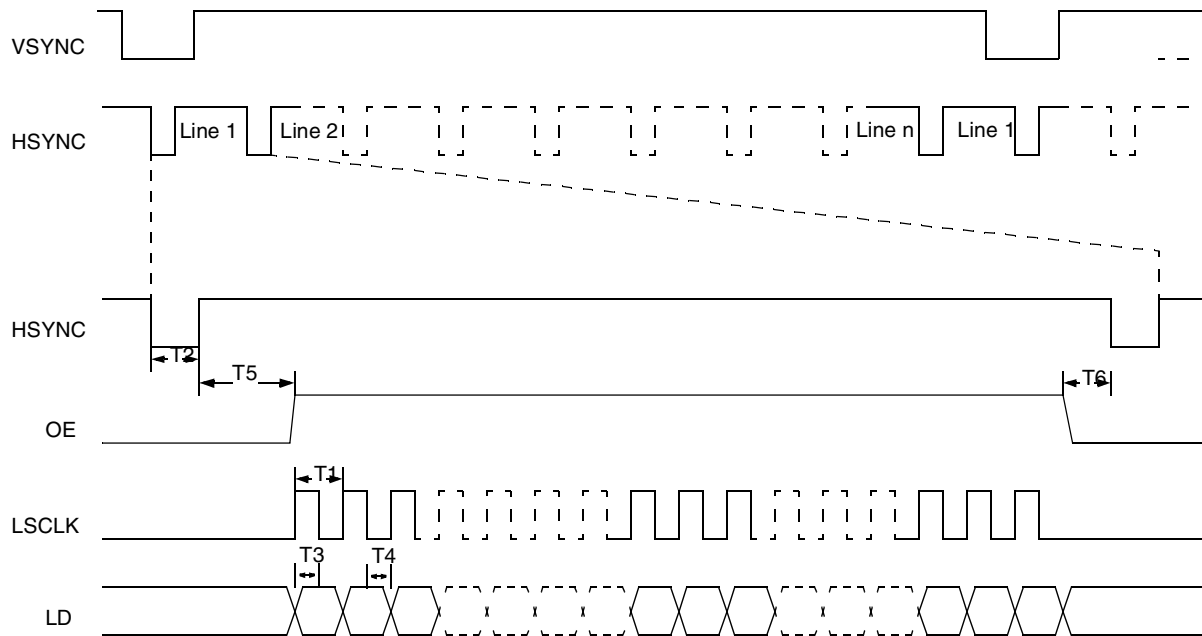 VSYNC
HSYNC
Line 1
Line 2
Line n
Line 1
HSYNC
T2
T5
T6
OE
T1
LSCLK
T3
T4
LD